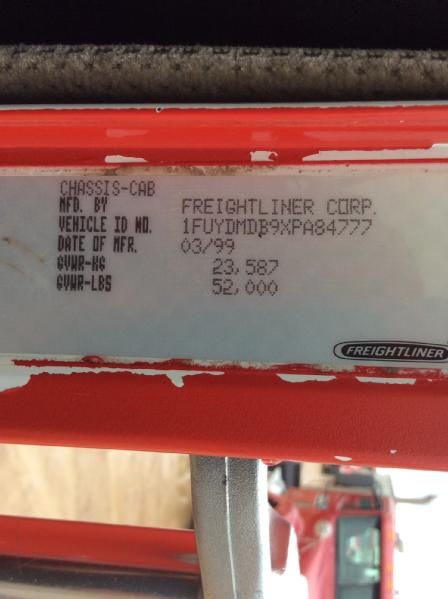 CHASSIS-CAB
MFD. BY FREIGHTLINER CORP.
VEHICLE ID NO. 1FUYDMDB9XPA84777
DATE OF MFR. 03/99
GVWR-KG 23,587
GVWR-LBS 52,000
FREIGHTLINER